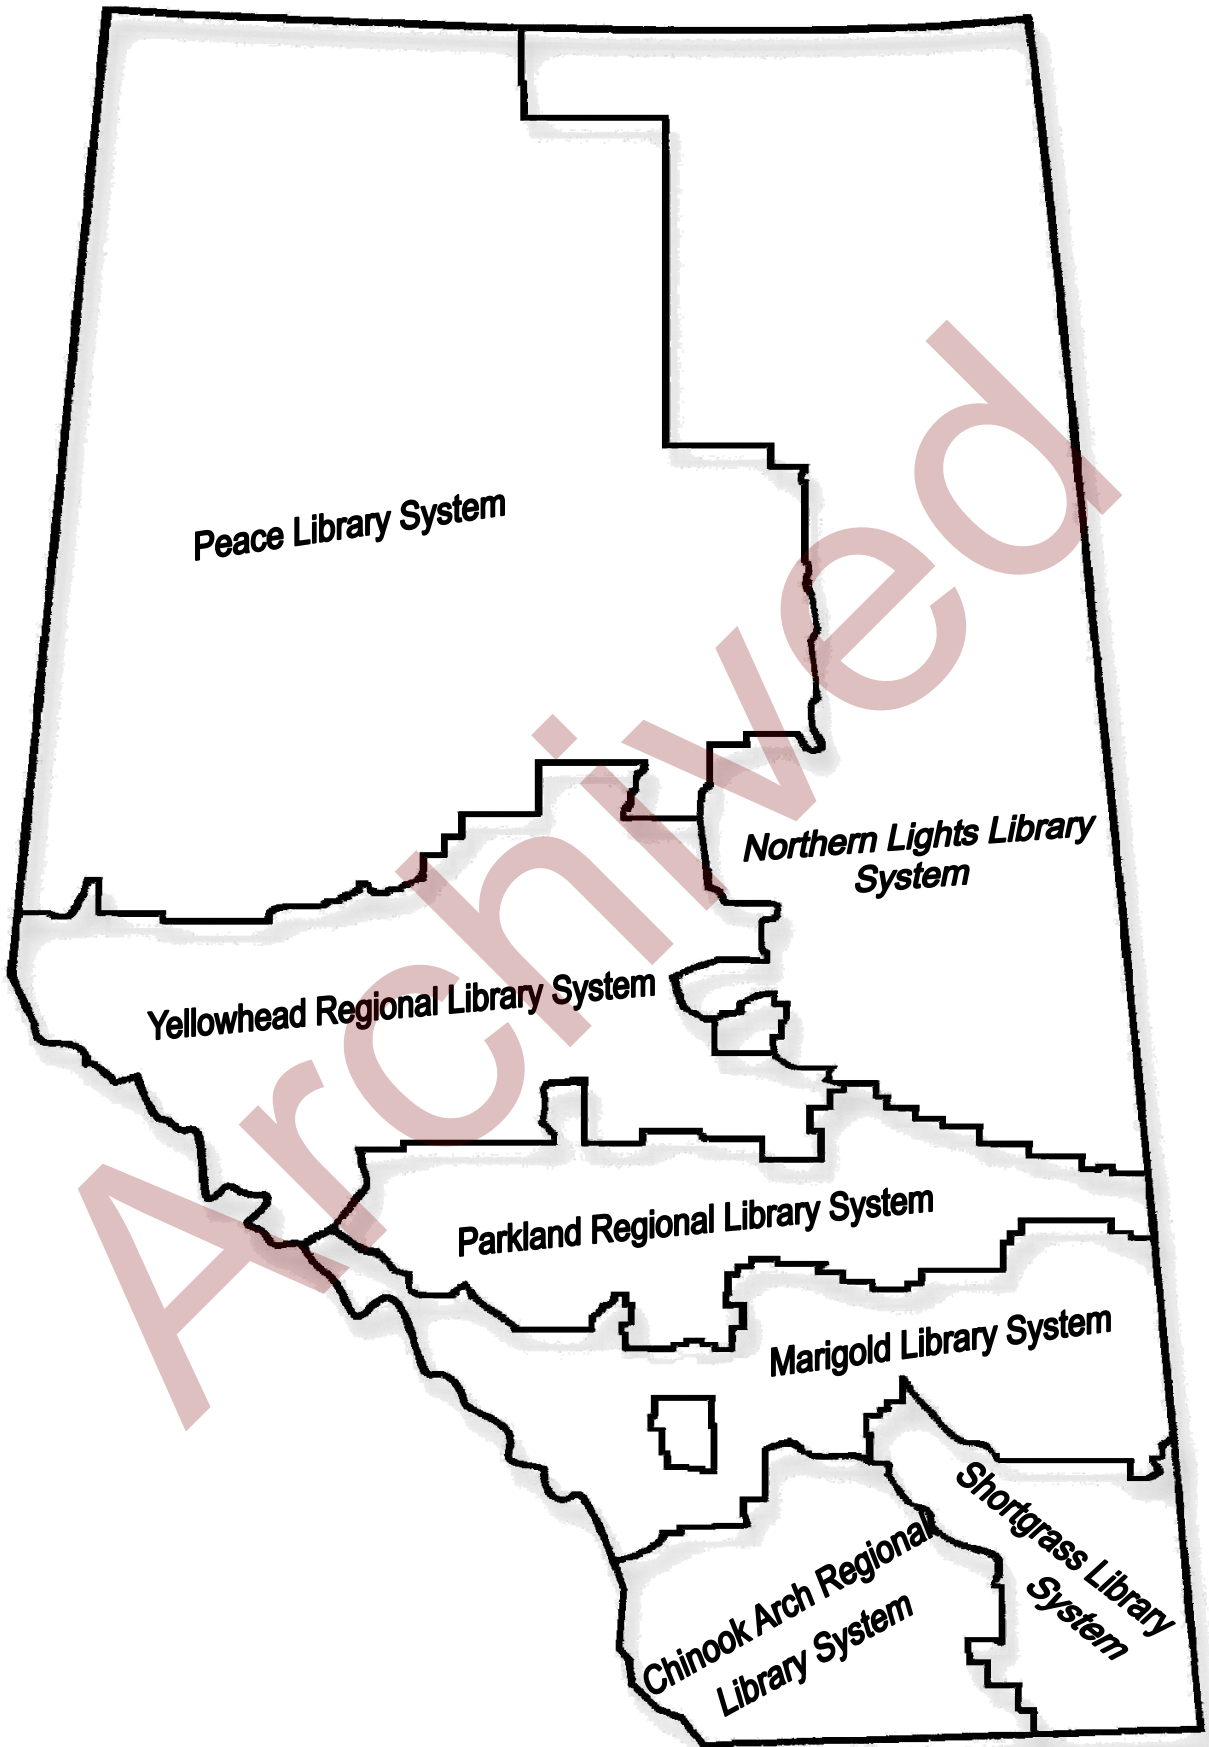 Peace Library System
Northern Lights Library
System
Yellowhead Regional Library System
Parkland Regional Library System
Marigold Library System
Shortgrass Library
System
Chinook Arch Regional
Library System
Archived